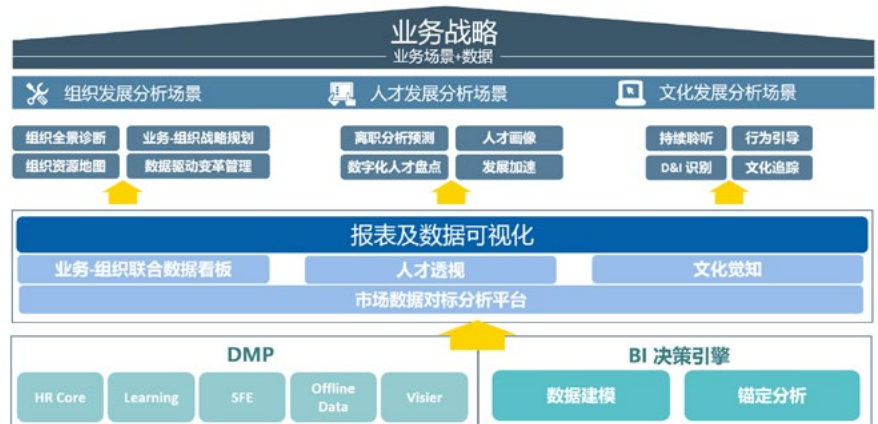 业务战略
业务场景+数据
组织发展分析场景 人才发展分析场景 文化发展分析场景
组织全景诊断 业务-组织战略规划 离职分析预测 人才画像 持续聆听 行为引导
组织资源地图 数据驱动变革管理 数字化人才盘点 发展加速 D&I 识别 文化追踪
报表及数据可视化
业务-组织联合数据看板 人才透视 文化觉知
市场数据对标分析平台
DMP BI 决策引擎
HR Core Learning SFE Offline Data Visier 数据建模 锚定分析